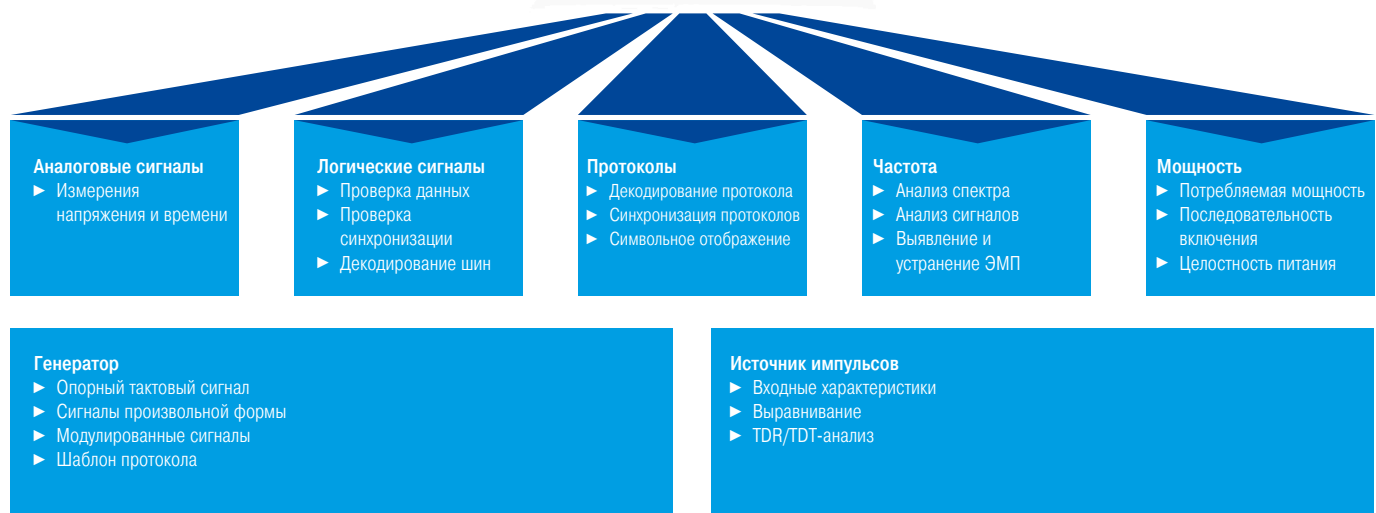 Аналоговые сигналы
► Измерения
напряжения и времени
Логические сигналы
► Проверка данных
► Проверка
синхронизации
► Декодирование шин
Протоколы
► Декодирование протокола
► Синхронизация протоколов
► Символьное отображение
Частота
► Анализ спектра
► Анализ сигналов
► Выявление и
устранение ЭМП
Мощность
► Потребляемая мощность
► Последовательность
включения
► Целостность питания
Генератор
► Опорный тактовый сигнал
► Сигналы произвольной формы
► Модулированные сигналы
► Шаблон протокола
Источник импульсов
► Входные характеристики
► Выравнивание
► TDR/TDT-анализ